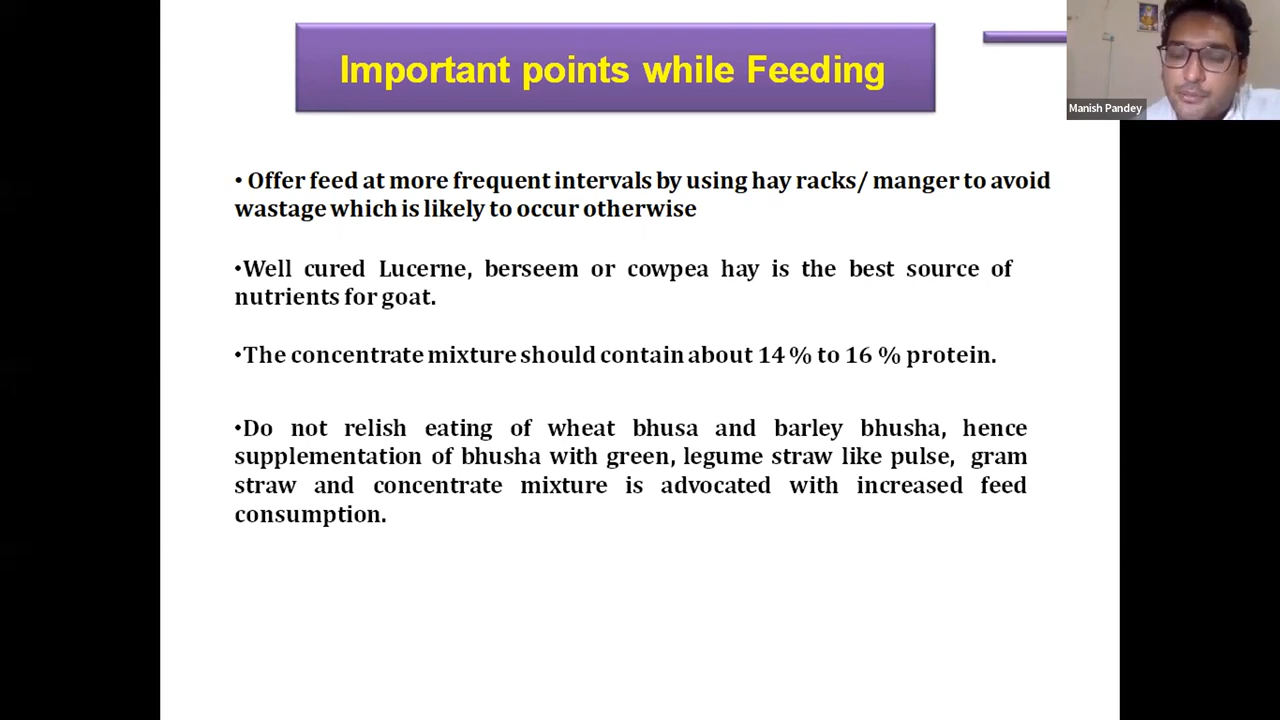 Important points while Feeding
Manish Pandey
• Offer feed at more frequent intervals by using hay racks/ manger to avoid
wastage which is likely to occur otherwise
•Well cured Lucerne, berseem or cowpea hay is the best source of
nutrients for goat.
•The concentrate mixture should contain about 14 % to 16 % protein.
•Do not relish eating of wheat bhusa and barley bhusha, hence
supplementation of bhusha with green, legume straw like pulse, gram
straw and concentrate mixture is advocated with increased feed
consumption.